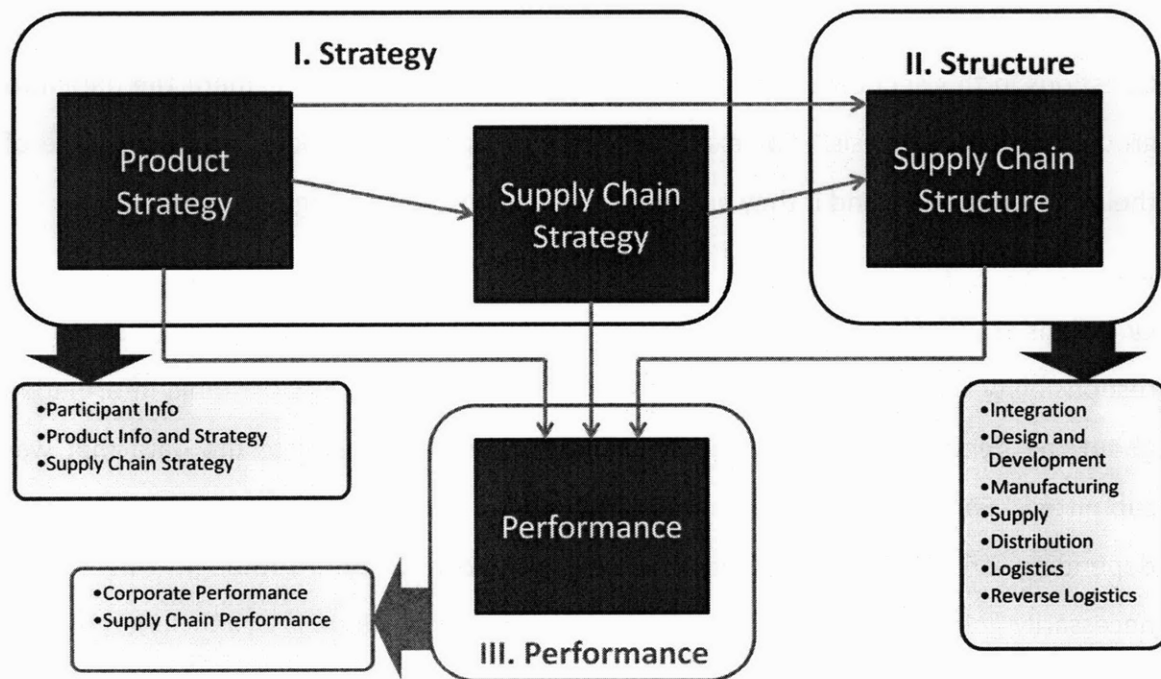 I. Strategy
II. Structure
Product
Strategy
Supply Chain
Strategy
Supply Chain
Structure
•Participant Info
•Product Info and Strategy
•Supply Chain Strategy
•Integration
•Design and
Development
•Manufacturing
•Supply
•Distribution
•Logistics
•Reverse Logistics
Performance
•Corporate Performance
•Supply Chain Performance
III. Performance